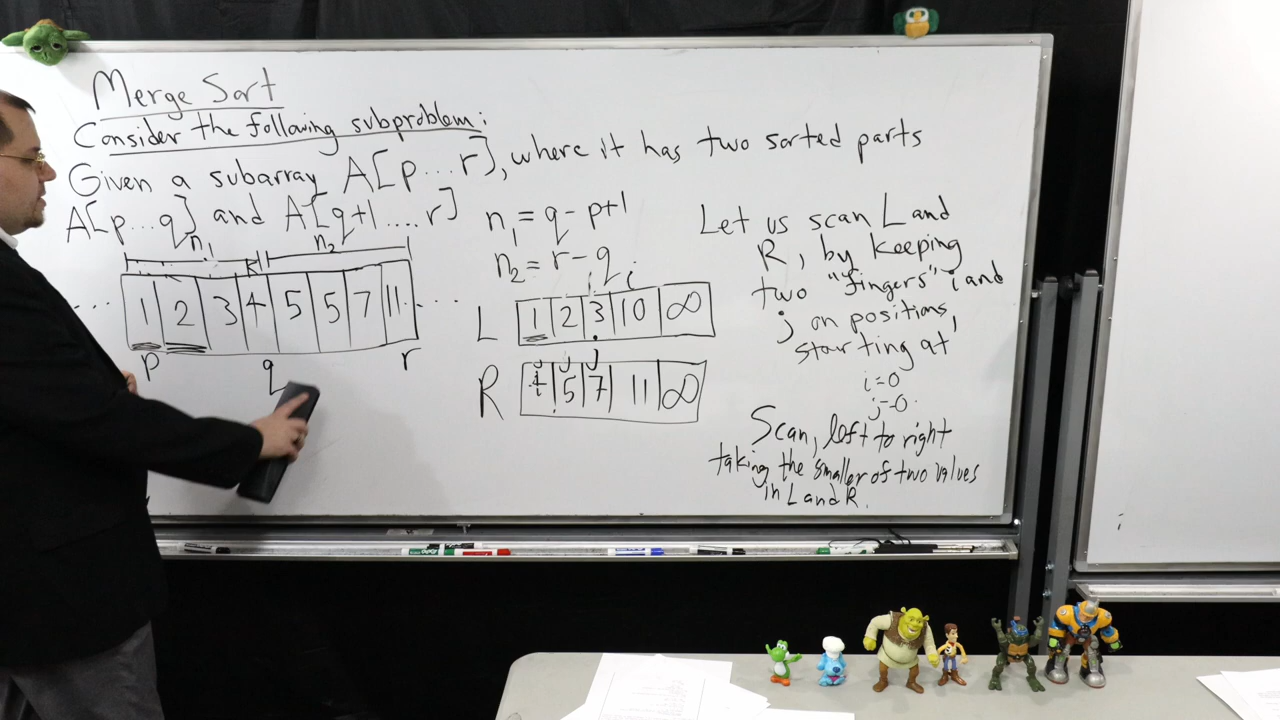 Merge Sort
Consider the following subproblem:
Given a subarray A[p...r], where it has two sorted parts
A[p...q] and A[q+1....r]
n₁ n₂
... 1 2 3 4 5 5 7 11 ....
p q r
n₁ = q - p+1
n₂ = r - q
i i
L 1 2 3 10 ∞
j j j
R 4 5 7 11 ∞
Let us scan L and
R, by keeping
two "fingers" i and
j on positions,
starting at
i=0
j=0.
Scan, left to right
taking the smaller of two values
in L and R.